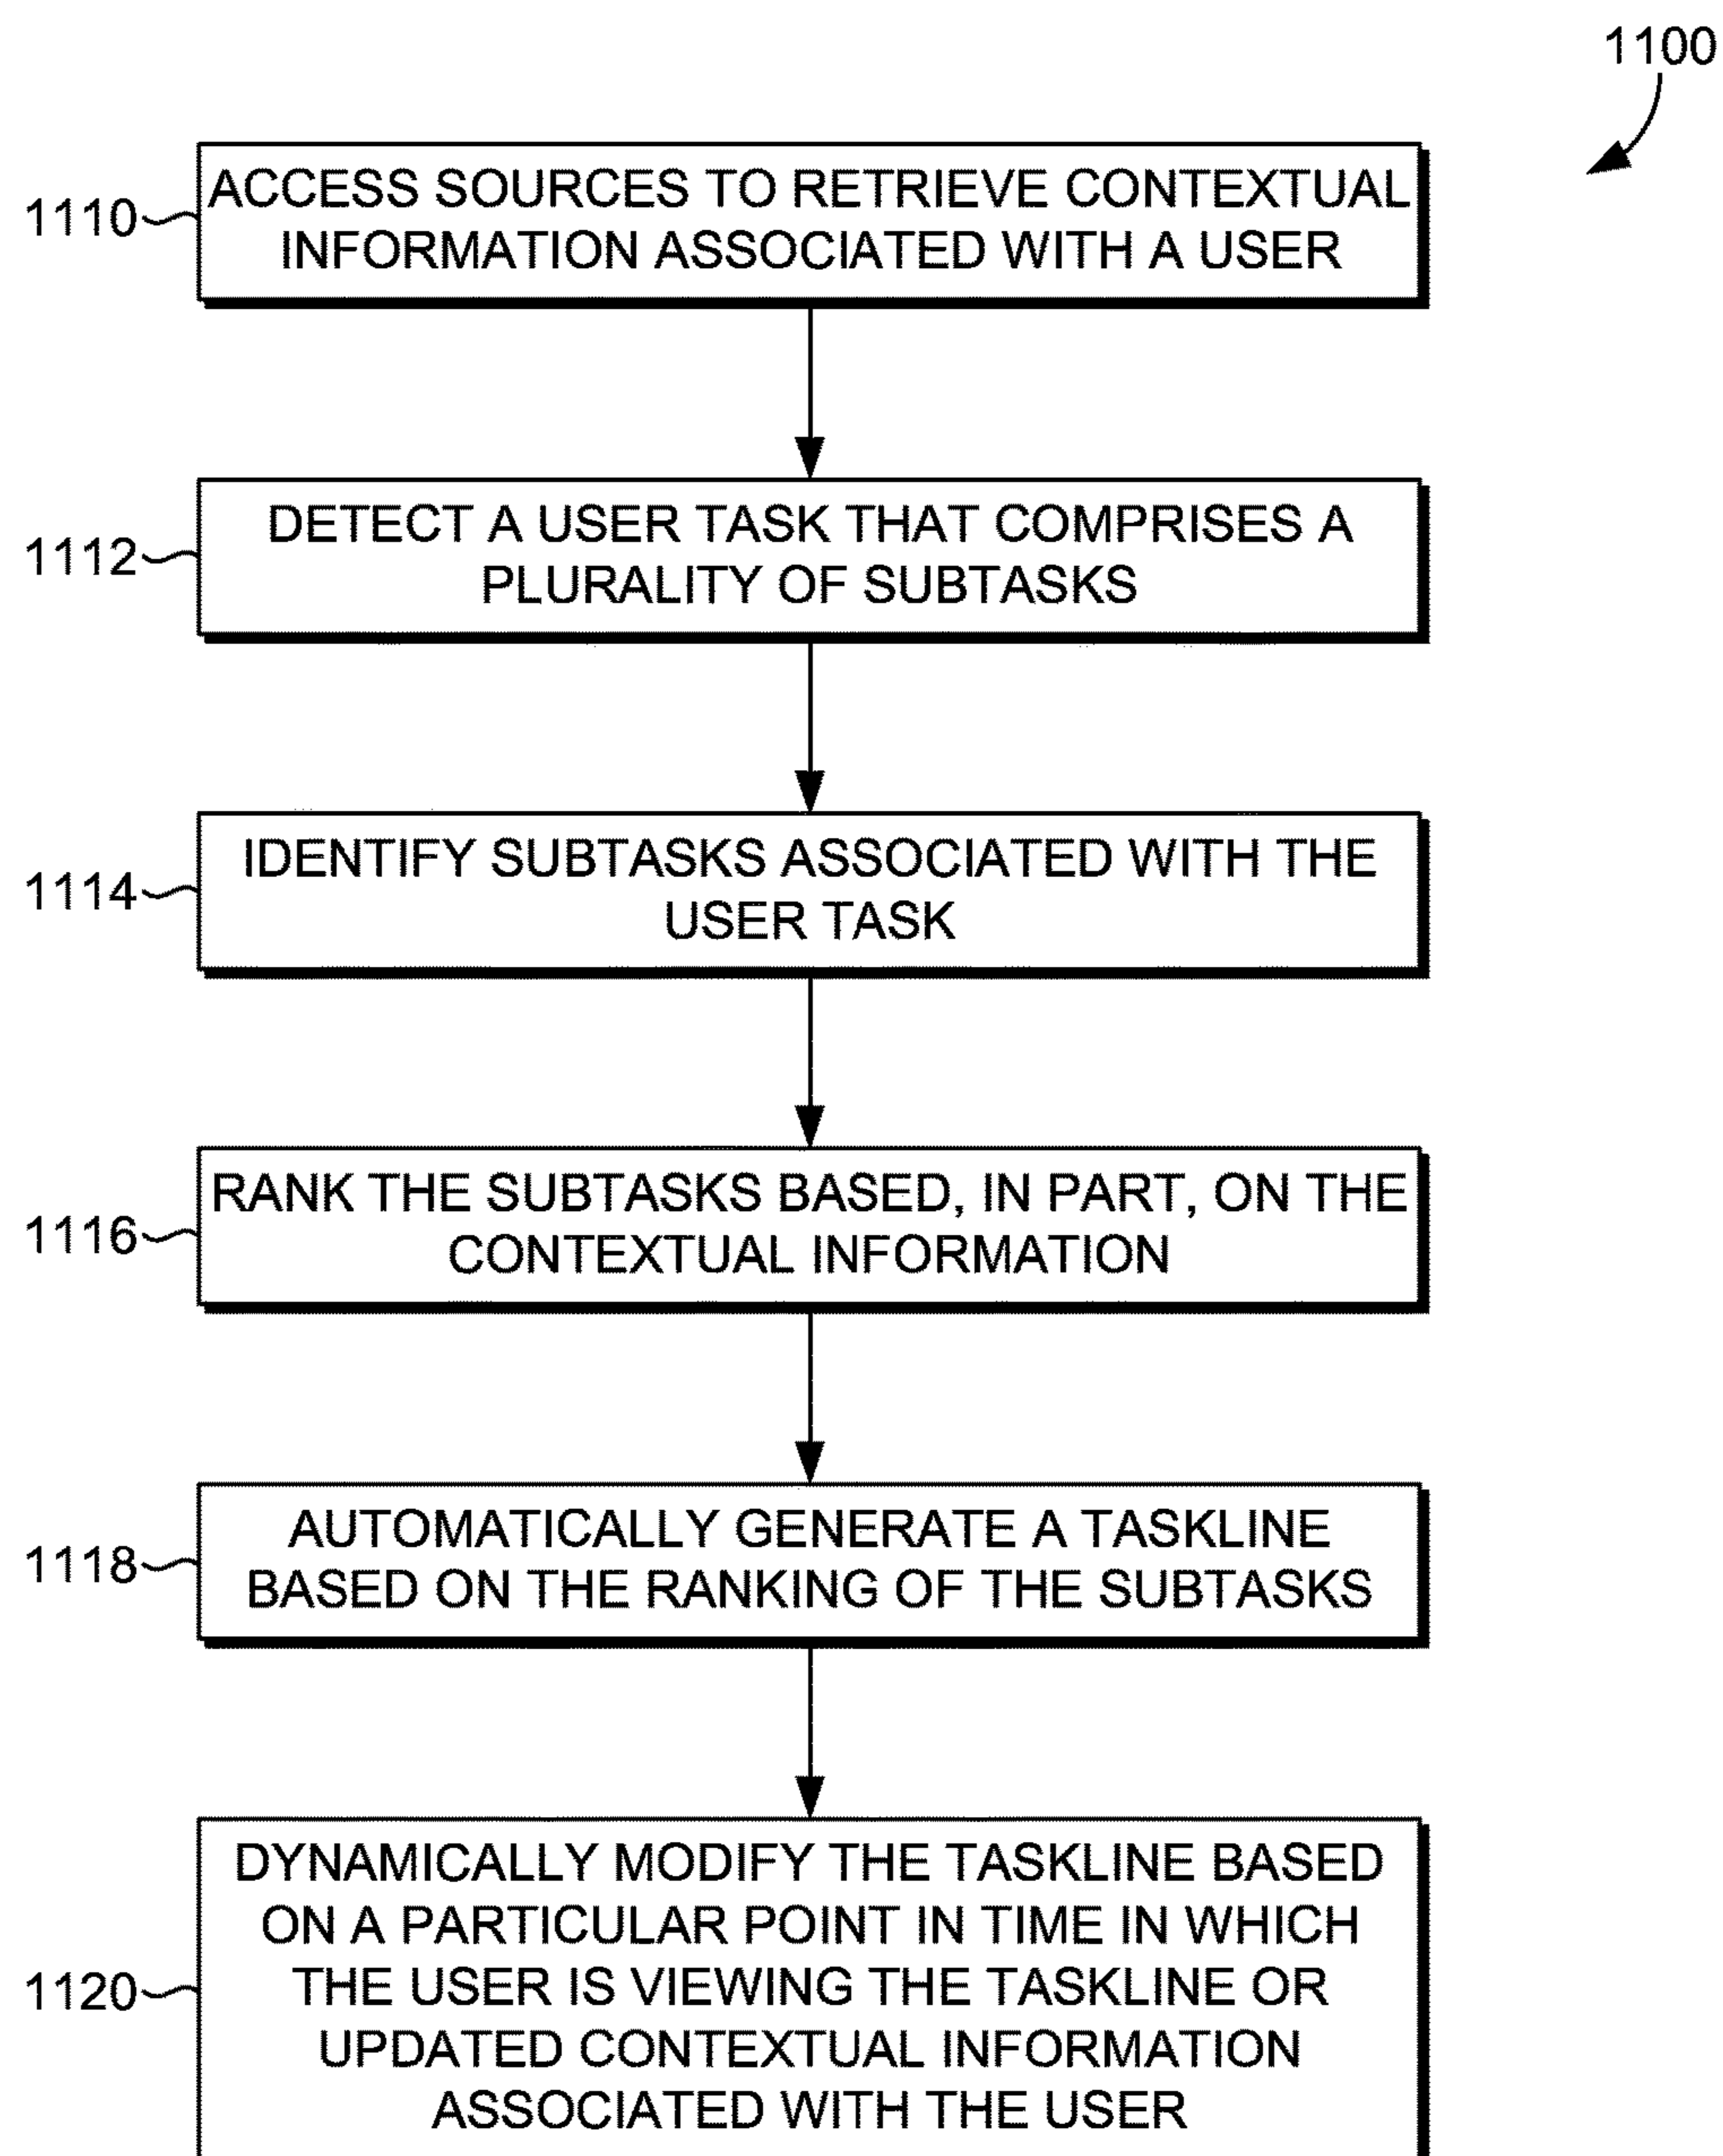 1100
1110
ACCESS SOURCES TO RETRIEVE CONTEXTUAL
INFORMATION ASSOCIATED WITH A USER
1112
DETECT A USER TASK THAT COMPRISES A
PLURALITY OF SUBTASKS
1114
IDENTIFY SUBTASKS ASSOCIATED WITH THE
USER TASK
1116
RANK THE SUBTASKS BASED, IN PART, ON THE
CONTEXTUAL INFORMATION
1118
AUTOMATICALLY GENERATE A TASKLINE
BASED ON THE RANKING OF THE SUBTASKS
1120
DYNAMICALLY MODIFY THE TASKLINE BASED
ON A PARTICULAR POINT IN TIME IN WHICH
THE USER IS VIEWING THE TASKLINE OR
UPDATED CONTEXTUAL INFORMATION
ASSOCIATED WITH THE USER